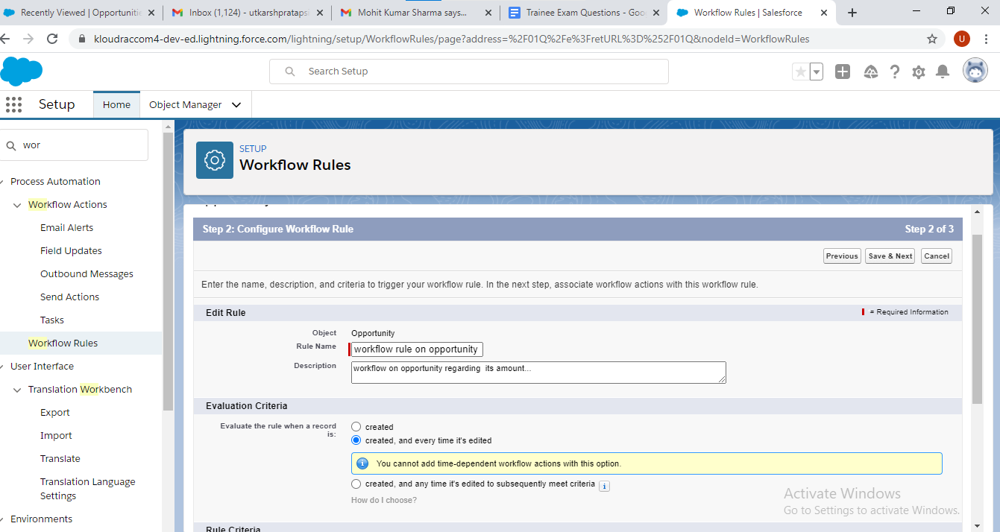 Recently Viewed | Opportunitie
Inbox (1,124) - utkarshpratapsi
Mohit Kumar Sharma says...
Trainee Exam Questions - Goo
Workflow Rules | Salesforce
kloudraccom4-dev-ed.lightning.force.com/lightning/setup/WorkflowRules/page?address=%2F01Q%2Fe%3FretURL%3D%252F01Q&nodeId=WorkflowRules
U
Search Setup
Setup
Home
Object Manager
wor
Process Automation
Workflow Actions
Email Alerts
Field Updates
Outbound Messages
Send Actions
Tasks
Workflow Rules
User Interface
Translation Workbench
Export
Import
Translate
Translation Language
Settings
Environments
SETUP
Workflow Rules
Step 2: Configure Workflow Rule
Step 2 of 3
Previous
Save & Next
Cancel
Enter the name, description, and criteria to trigger your workflow rule. In the next step, associate workflow actions with this workflow rule.
Edit Rule
= Required Information
Object
Opportunity
Rule Name
workflow rule on opportunity
Description
workflow on opportunity regarding  its amount...
Evaluation Criteria
Evaluate the rule when a record
is:
created
created, and every time it's edited
You cannot add time-dependent workflow actions with this option.
created, and any time it's edited to subsequently meet criteria
How do I choose?
Rule Criteria
Activate Windows
Go to Settings to activate Windows.